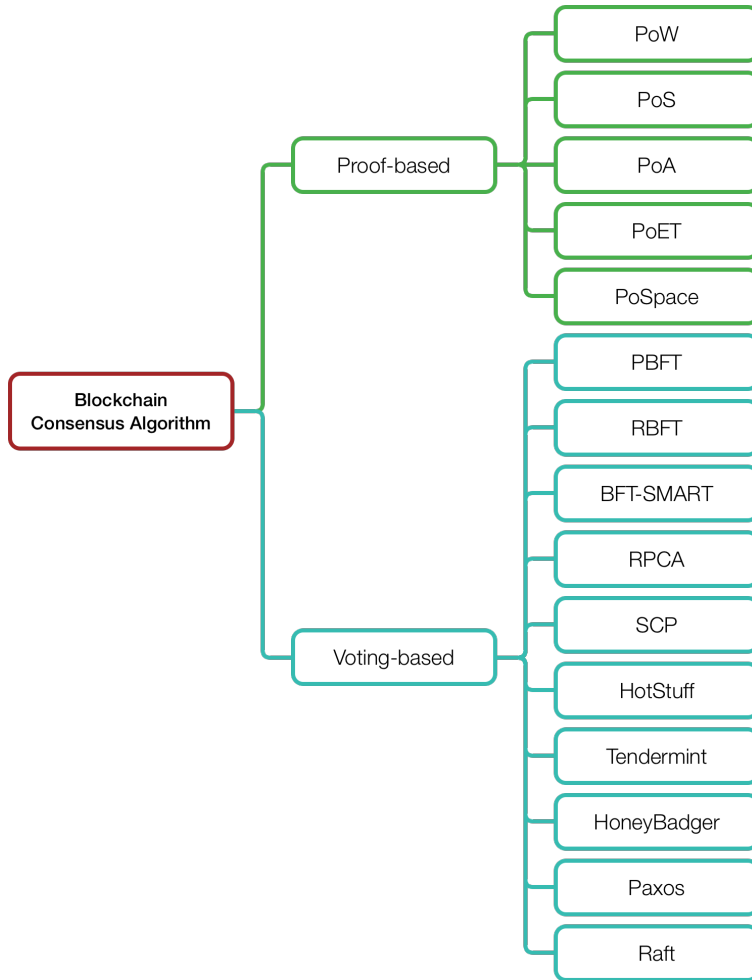 PoW
PoS
Proof-based
PoA
PoET
PoSpace
Blockchain
Consensus Algorithm
PBFT
RBFT
BFT-SMART
RPCA
SCP
Voting-based
HotStuff
Tendermint
HoneyBadger
Paxos
Raft